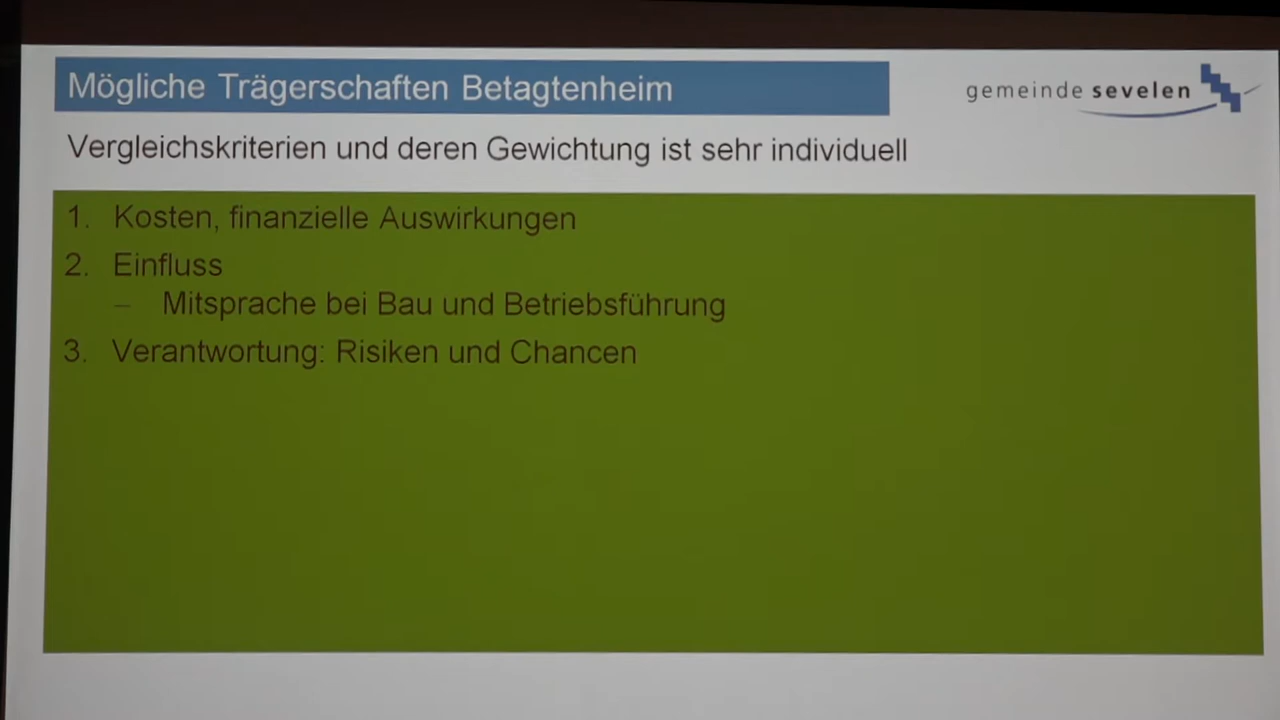 Mögliche Trägerschaften Betagtenheim
gemeinde sevelen
Vergleichskriterien und deren Gewichtung ist sehr individuell
1. Kosten, finanzielle Auswirkungen
2. Einfluss
– Mitsprache bei Bau und Betriebsführung
3. Verantwortung: Risiken und Chancen